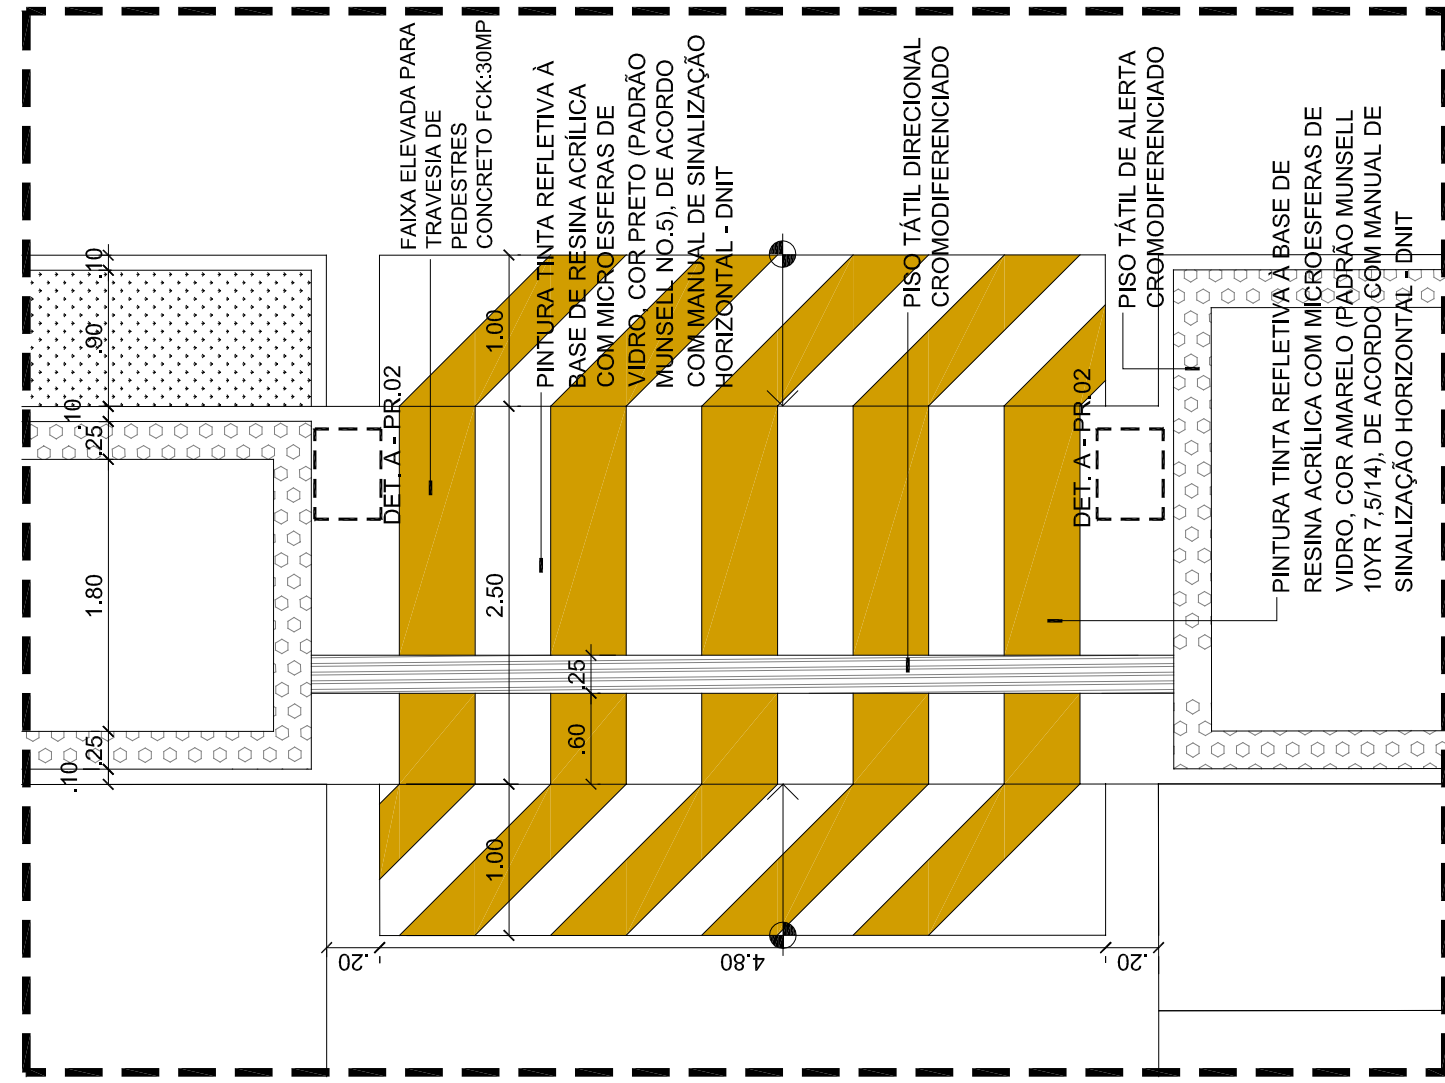 FAIXA ELEVADA PARA
TRAVESIA DE
PEDESTRES
CONCRETO FCK:30MP
PINTURA TINTA REFLETIVA À
BASE DE RESINA ACRÍLICA
COM MICROESFERAS DE
VIDRO, COR PRETO (PADRÃO
MUNSELL NO.5), DE ACORDO
COM MANUAL DE SINALIZAÇÃO
HORIZONTAL - DNIT
PISO TÁTIL DIRECIONAL
CROMODIFERENCIADO
PISO TÁTIL DE ALERTA
CROMODIFERENCIADO
PINTURA TINTA REFLETIVA À BASE DE
RESINA ACRÍLICA COM MICROESFERAS DE
VIDRO, COR AMARELO (PADRÃO MUNSELL
10YR 7,5/14), DE ACORDO COM MANUAL DE
SINALIZAÇÃO HORIZONTAL - DNIT
DET. A - PR.02
DET. A - PR.02
.10
.25
1.80
.25
.10
.90
.10
1.00
2.50
1.00
.60
.25
.20
4.80
.20